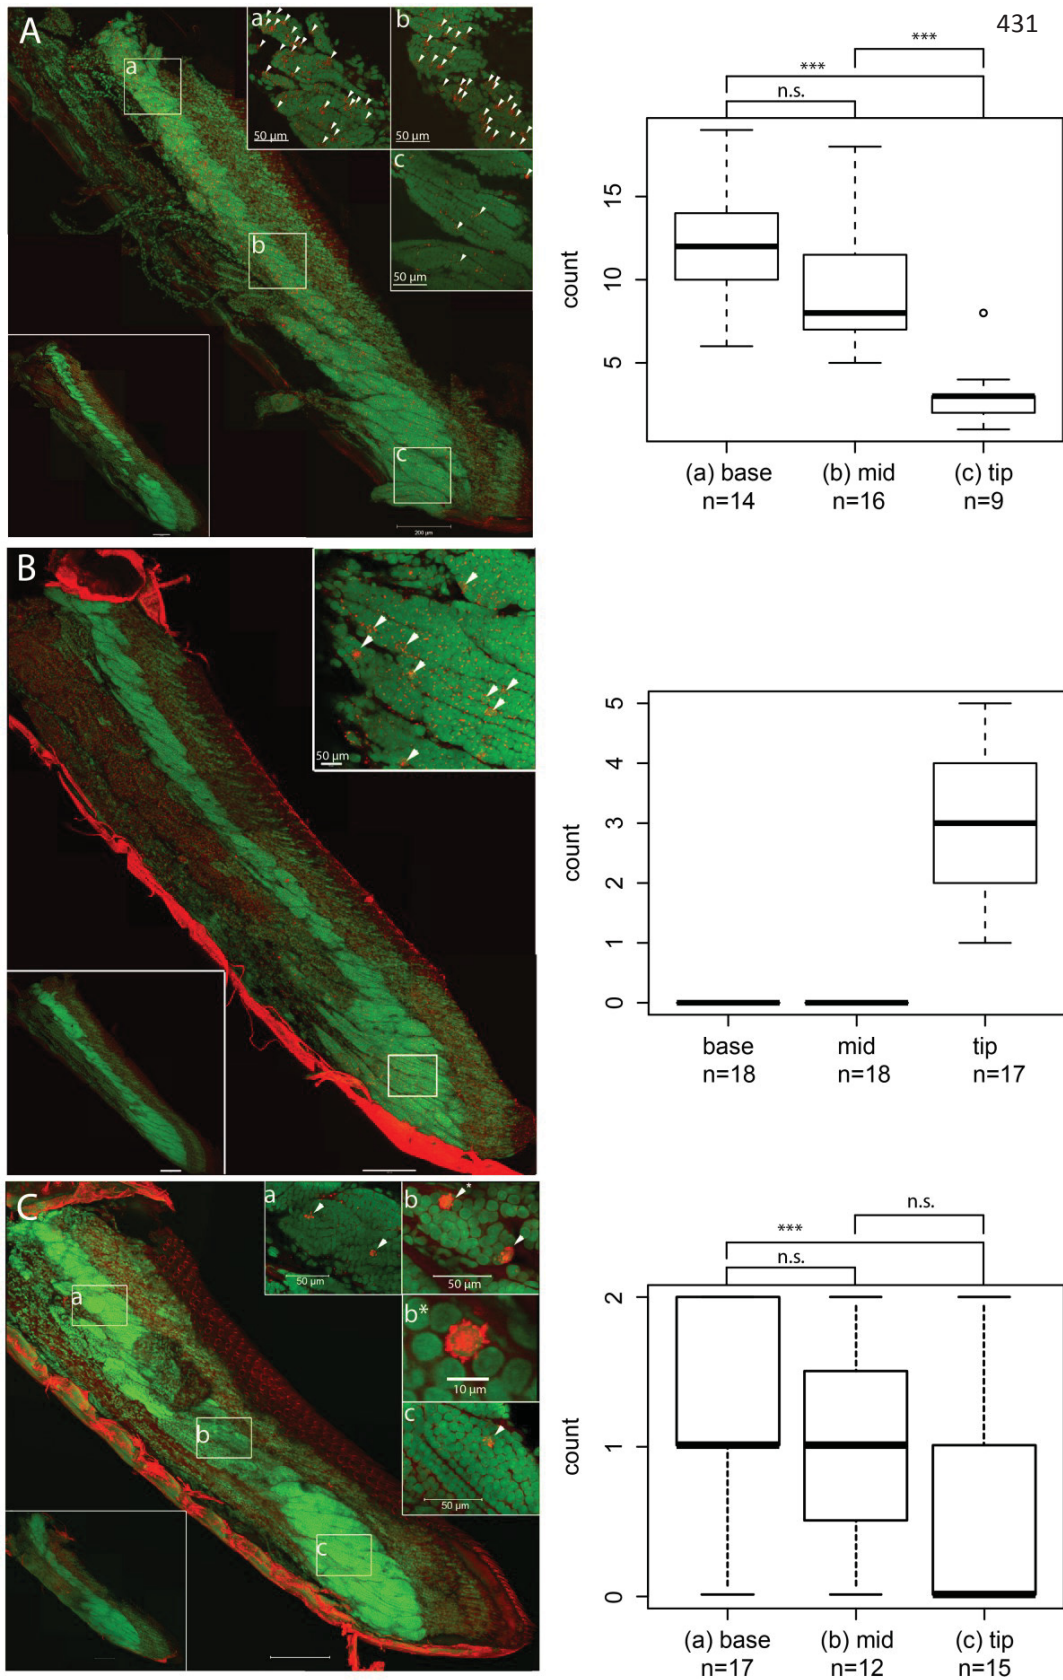 431
A
a
b
c
a
50 µm
b
50 µm
c
50 µm
200 µm
***
***
n.s.
count
15
10
5
(a) base
(b) mid
(c) tip
n=14
n=16
n=9
B
50 µm
count
5
4
3
2
1
0
base
mid
tip
n=18
n=18
n=17
C
a
b
c
a
50 µm
b
*
50 µm
b*
10 µm
c
50 µm
n.s.
***
n.s.
count
2
1
0
(a) base
(b) mid
(c) tip
n=17
n=12
n=15